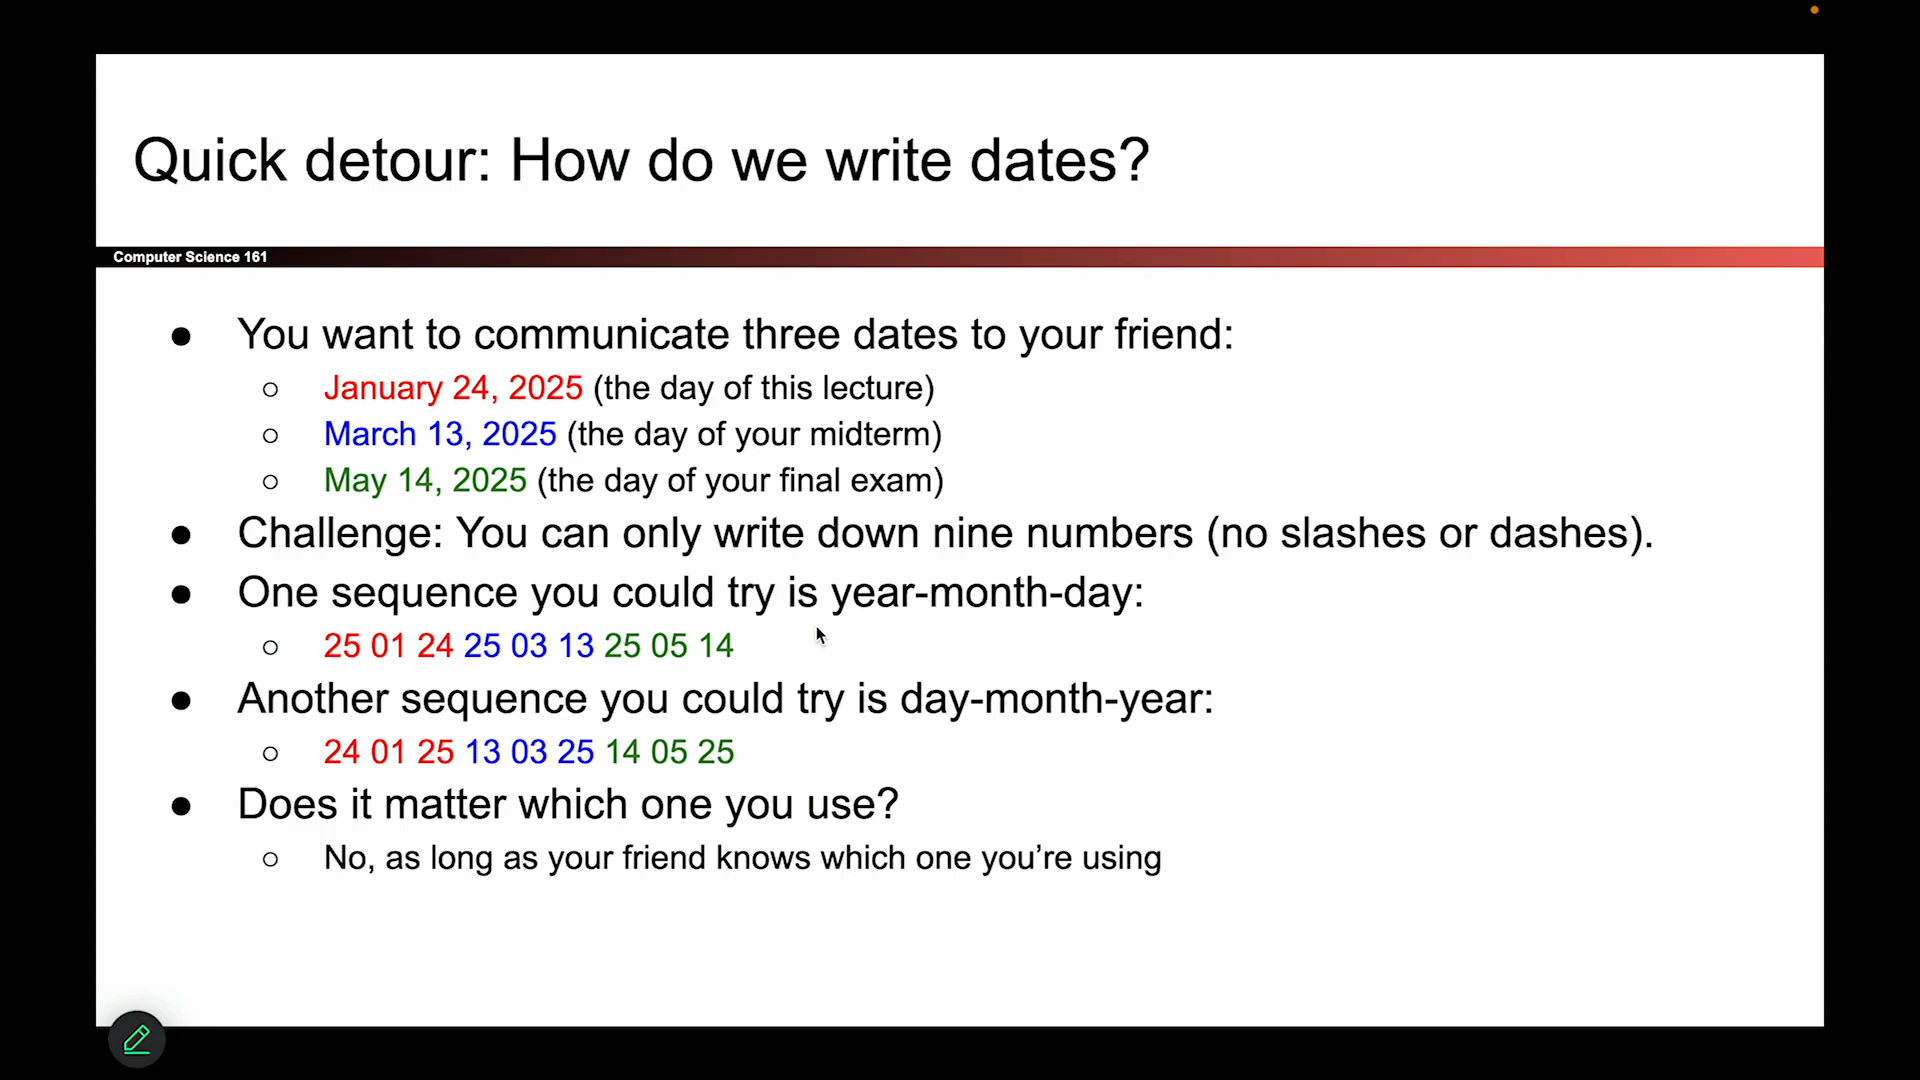 Quick detour: How do we write dates?
Computer Science 161
● You want to communicate three dates to your friend:
○ January 24, 2025 (the day of this lecture)
○ March 13, 2025 (the day of your midterm)
○ May 14, 2025 (the day of your final exam)
● Challenge: You can only write down nine numbers (no slashes or dashes).
● One sequence you could try is year-month-day:
○ 25 01 24 25 03 13 25 05 14
● Another sequence you could try is day-month-year:
○ 24 01 25 13 03 25 14 05 25
● Does it matter which one you use?
○ No, as long as your friend knows which one you’re using